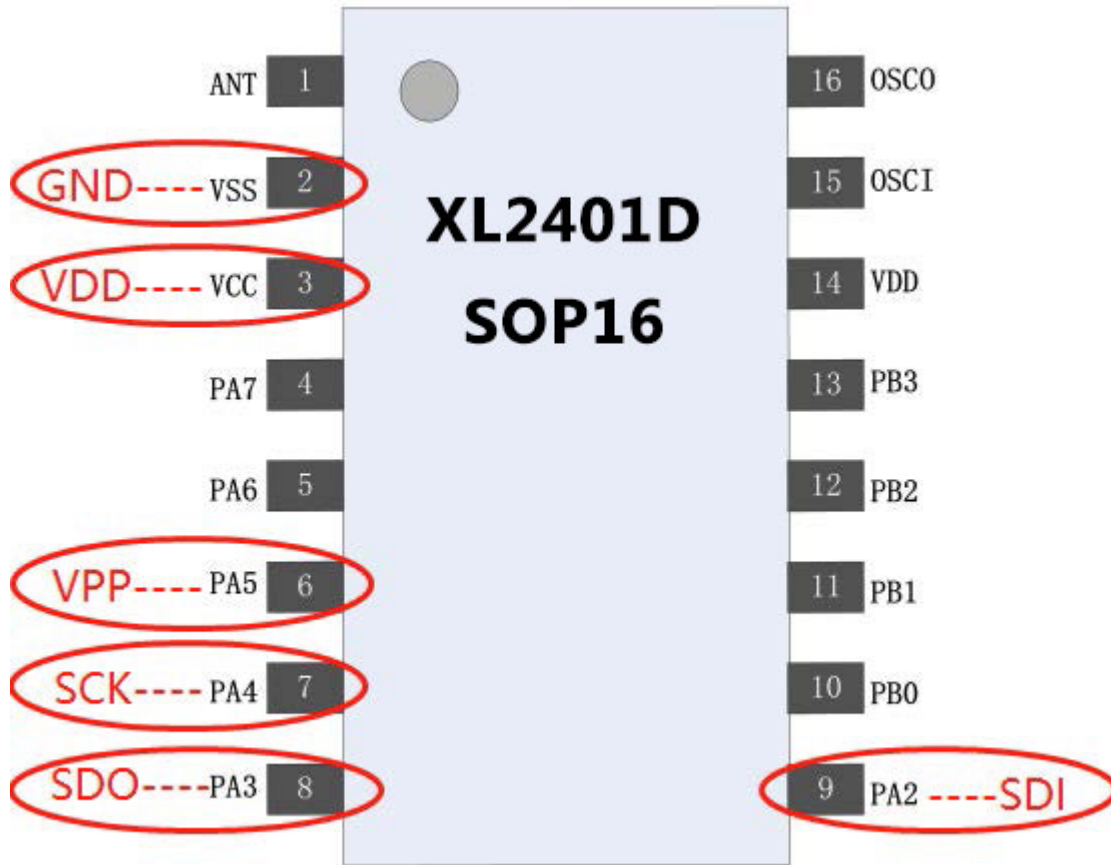 ANT 1 16 OSCO
GND----VSS 2 15 OSCI
XL2401D
VDD----VCC 3 14 VDD
SOP16
PA7 4 13 PB3
PA6 5 12 PB2
VPP----PA5 6 11 PB1
SCK----PA4 7 10 PB0
SDO----PA3 8 9 PA2 ----SDI